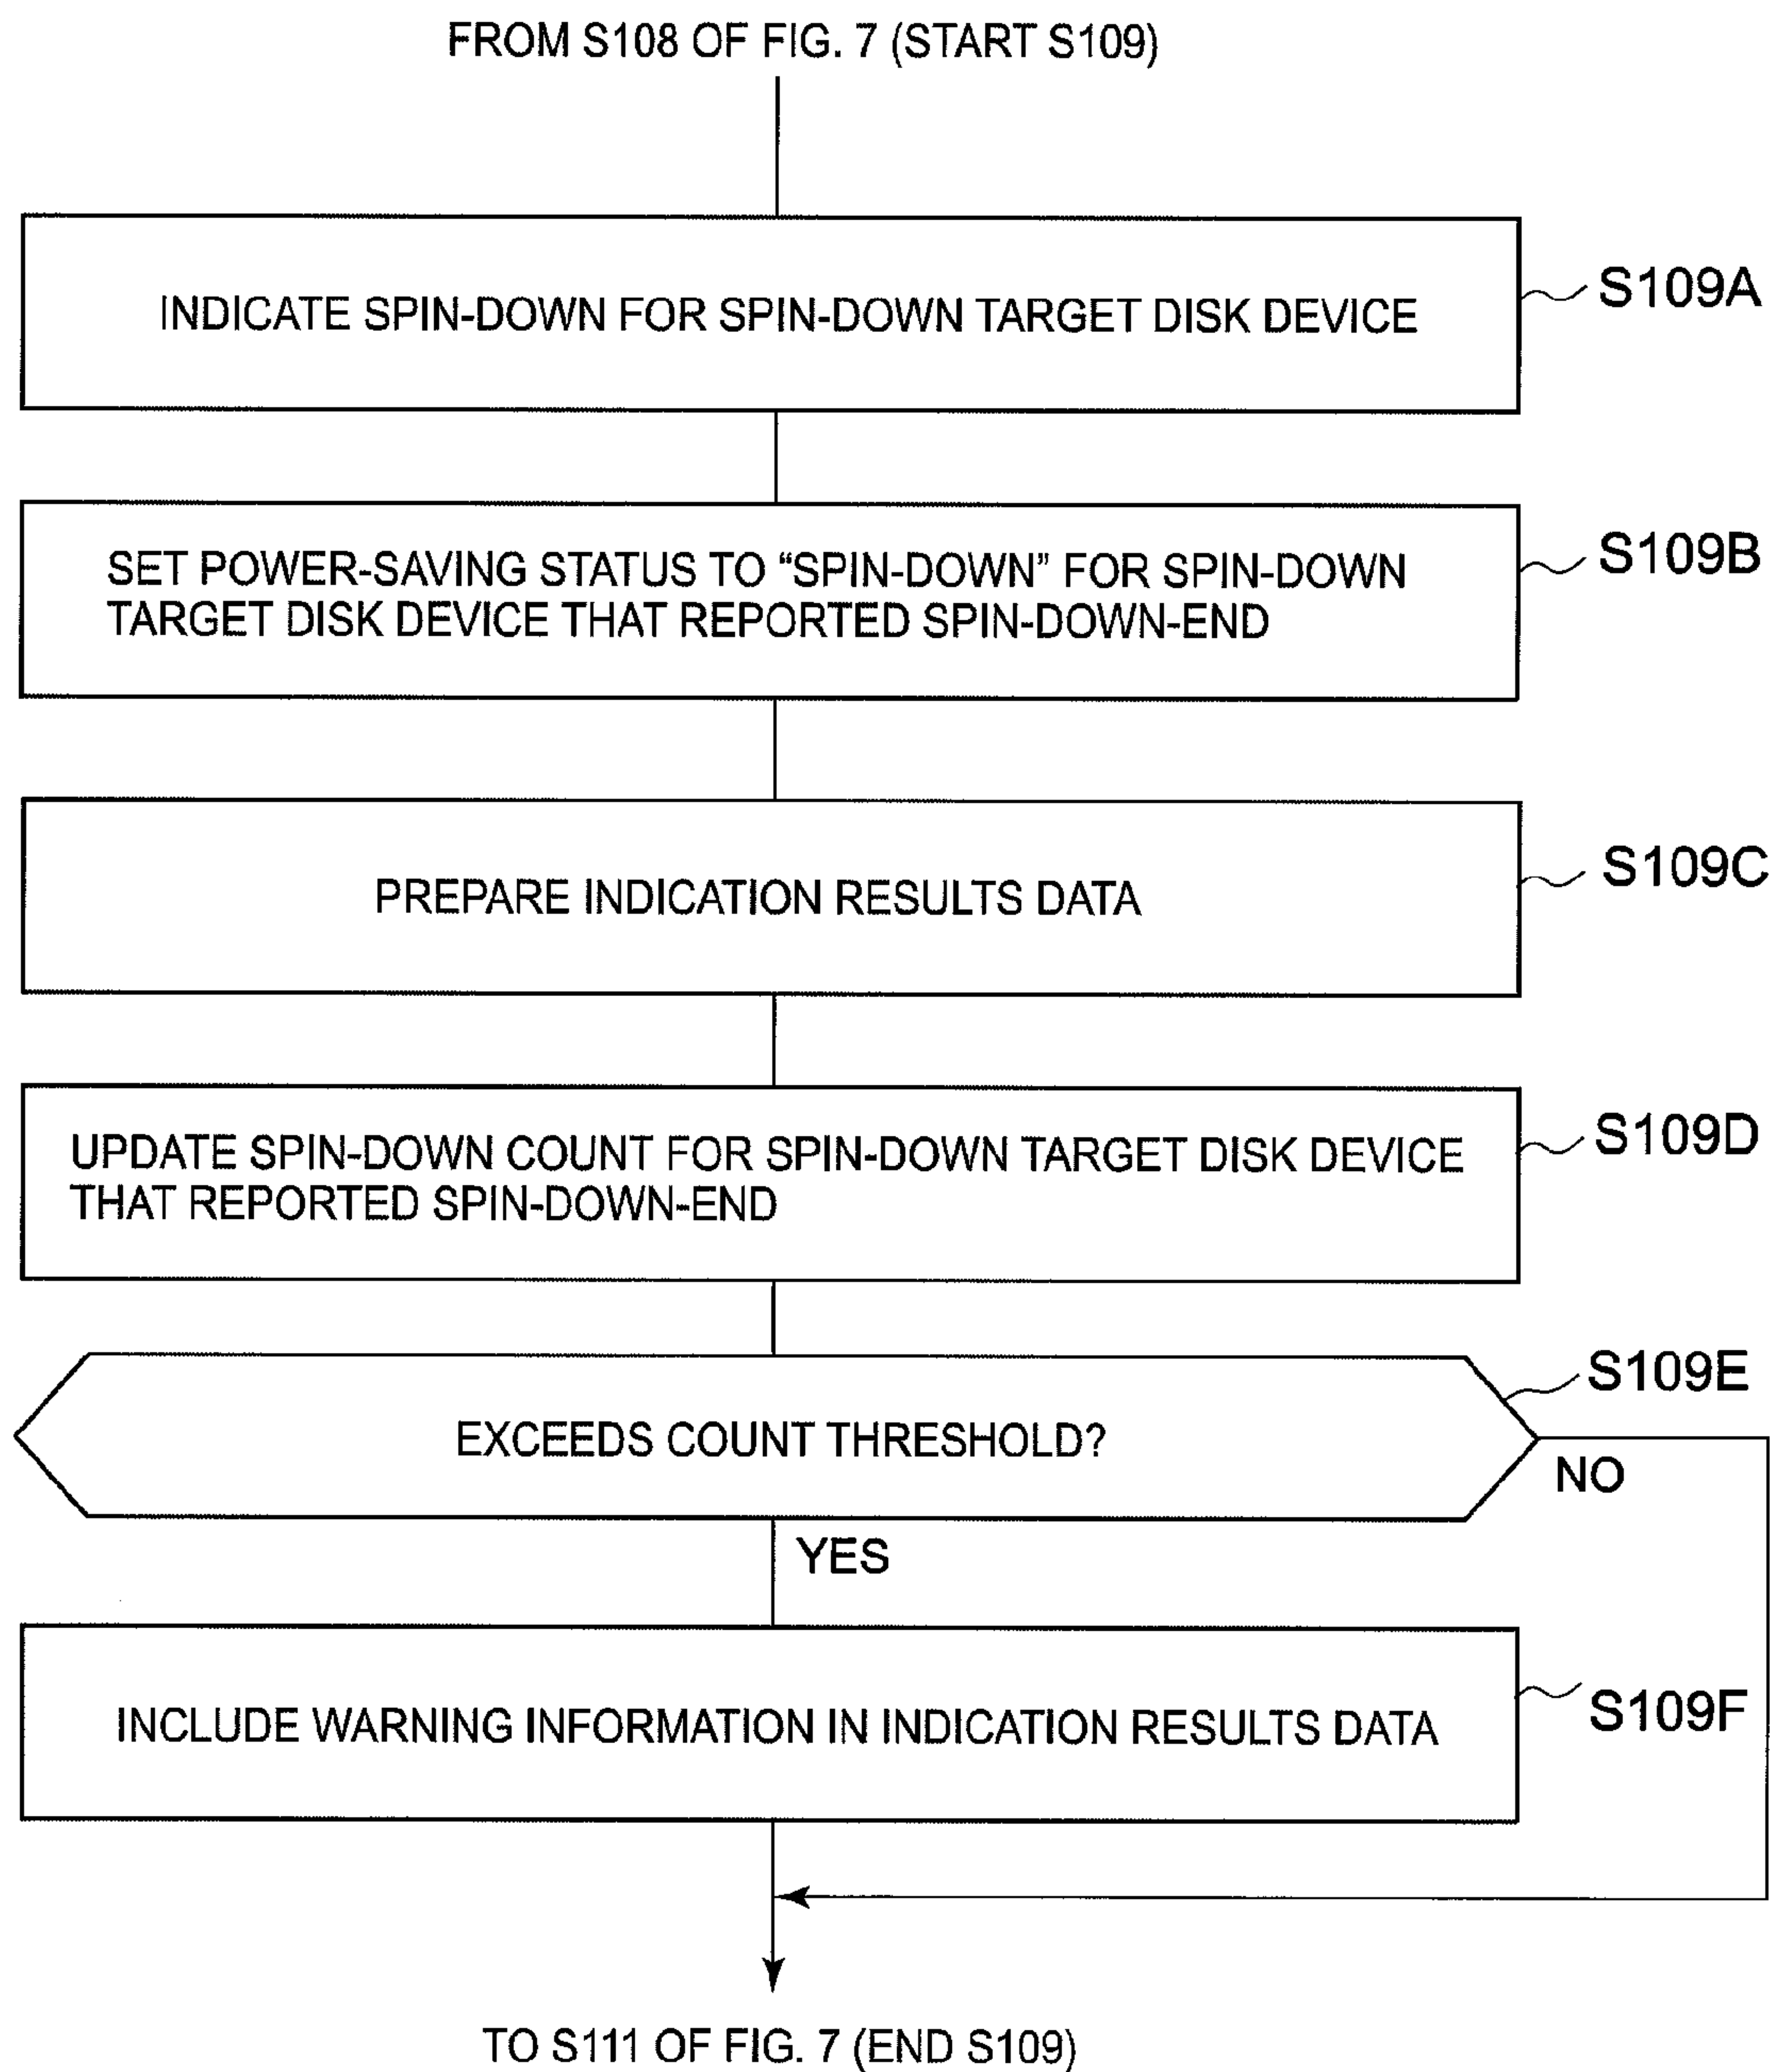 FROM S108 OF FIG. 7 (START S109)
INDICATE SPIN-DOWN FOR SPIN-DOWN TARGET DISK DEVICE
S109A
SET POWER-SAVING STATUS TO “SPIN-DOWN” FOR SPIN-DOWN
TARGET DISK DEVICE THAT REPORTED SPIN-DOWN-END
S109B
PREPARE INDICATION RESULTS DATA
S109C
UPDATE SPIN-DOWN COUNT FOR SPIN-DOWN TARGET DISK DEVICE
THAT REPORTED SPIN-DOWN-END
S109D
EXCEEDS COUNT THRESHOLD?
S109E
NO
YES
INCLUDE WARNING INFORMATION IN INDICATION RESULTS DATA
S109F
TO S111 OF FIG. 7 (END S109)